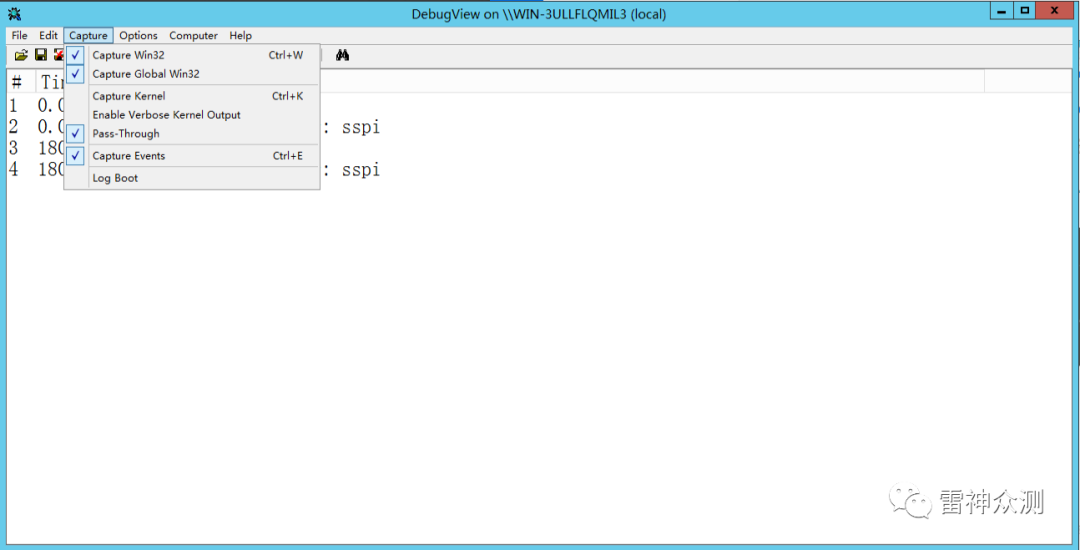 DebugView on \\WIN-3ULLFLQMIL3 (local)
File Edit Capture Options Computer Help
Capture Win32 Ctrl+W
Capture Global Win32
Capture Kernel Ctrl+K
Enable Verbose Kernel Output
Pass-Through
Capture Events Ctrl+E
Log Boot
# Tim
1 0.0
2 0.0 : sspi
3 180
4 180 : sspi
雷神众测